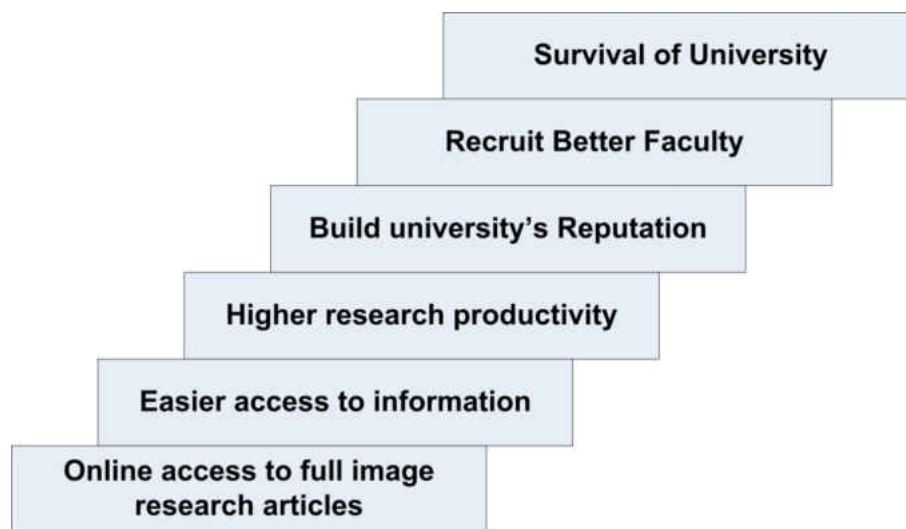 Survival of University
Recruit Better Faculty
Build university’s Reputation
Higher research productivity
Easier access to information
Online access to full image
research articles